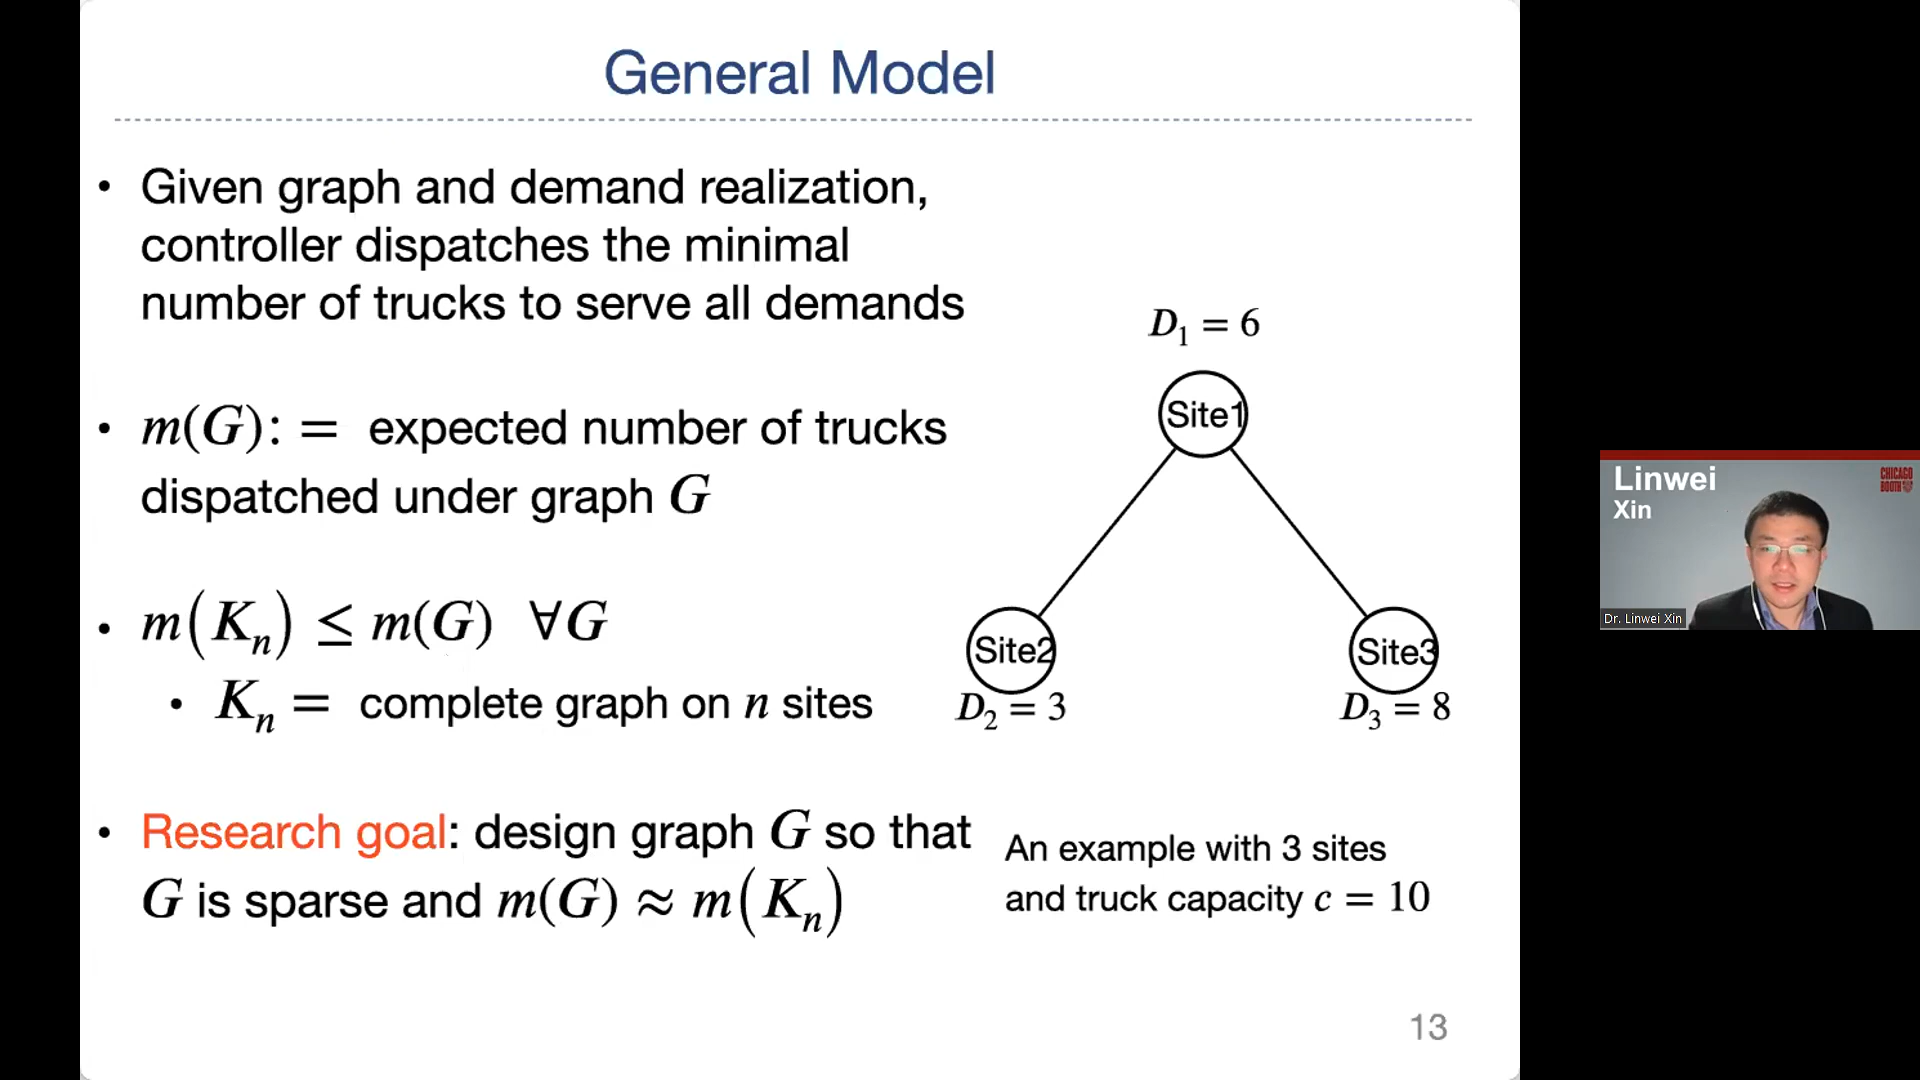 General Model
• Given graph and demand realization,
controller dispatches the minimal
number of trucks to serve all demands
• m(G): = expected number of trucks
dispatched under graph G
• m(Kₙ) ≤ m(G) ∀G
• Kₙ = complete graph on n sites
• Research goal: design graph G so that
G is sparse and m(G) ≈ m(Kₙ)
D₁ = 6
Site1
Site2
Site3
D₂ = 3
D₃ = 8
An example with 3 sites
and truck capacity c = 10
13
Linwei
Xin
CHICAGO
BOOTH
Dr. Linwei Xin